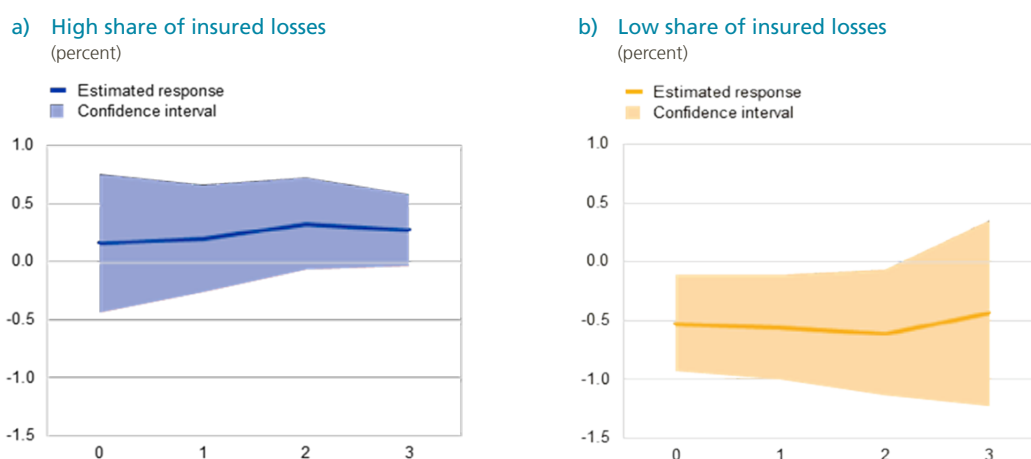 a) High share of insured losses
(percent)
Estimated response
Confidence interval
1.0
0.5
0.0
-0.5
-1.0
-1.5
0 1 2 3
b) Low share of insured losses
(percent)
Estimated response
Confidence interval
1.0
0.5
0.0
-0.5
-1.0
-1.5
0 1 2 3